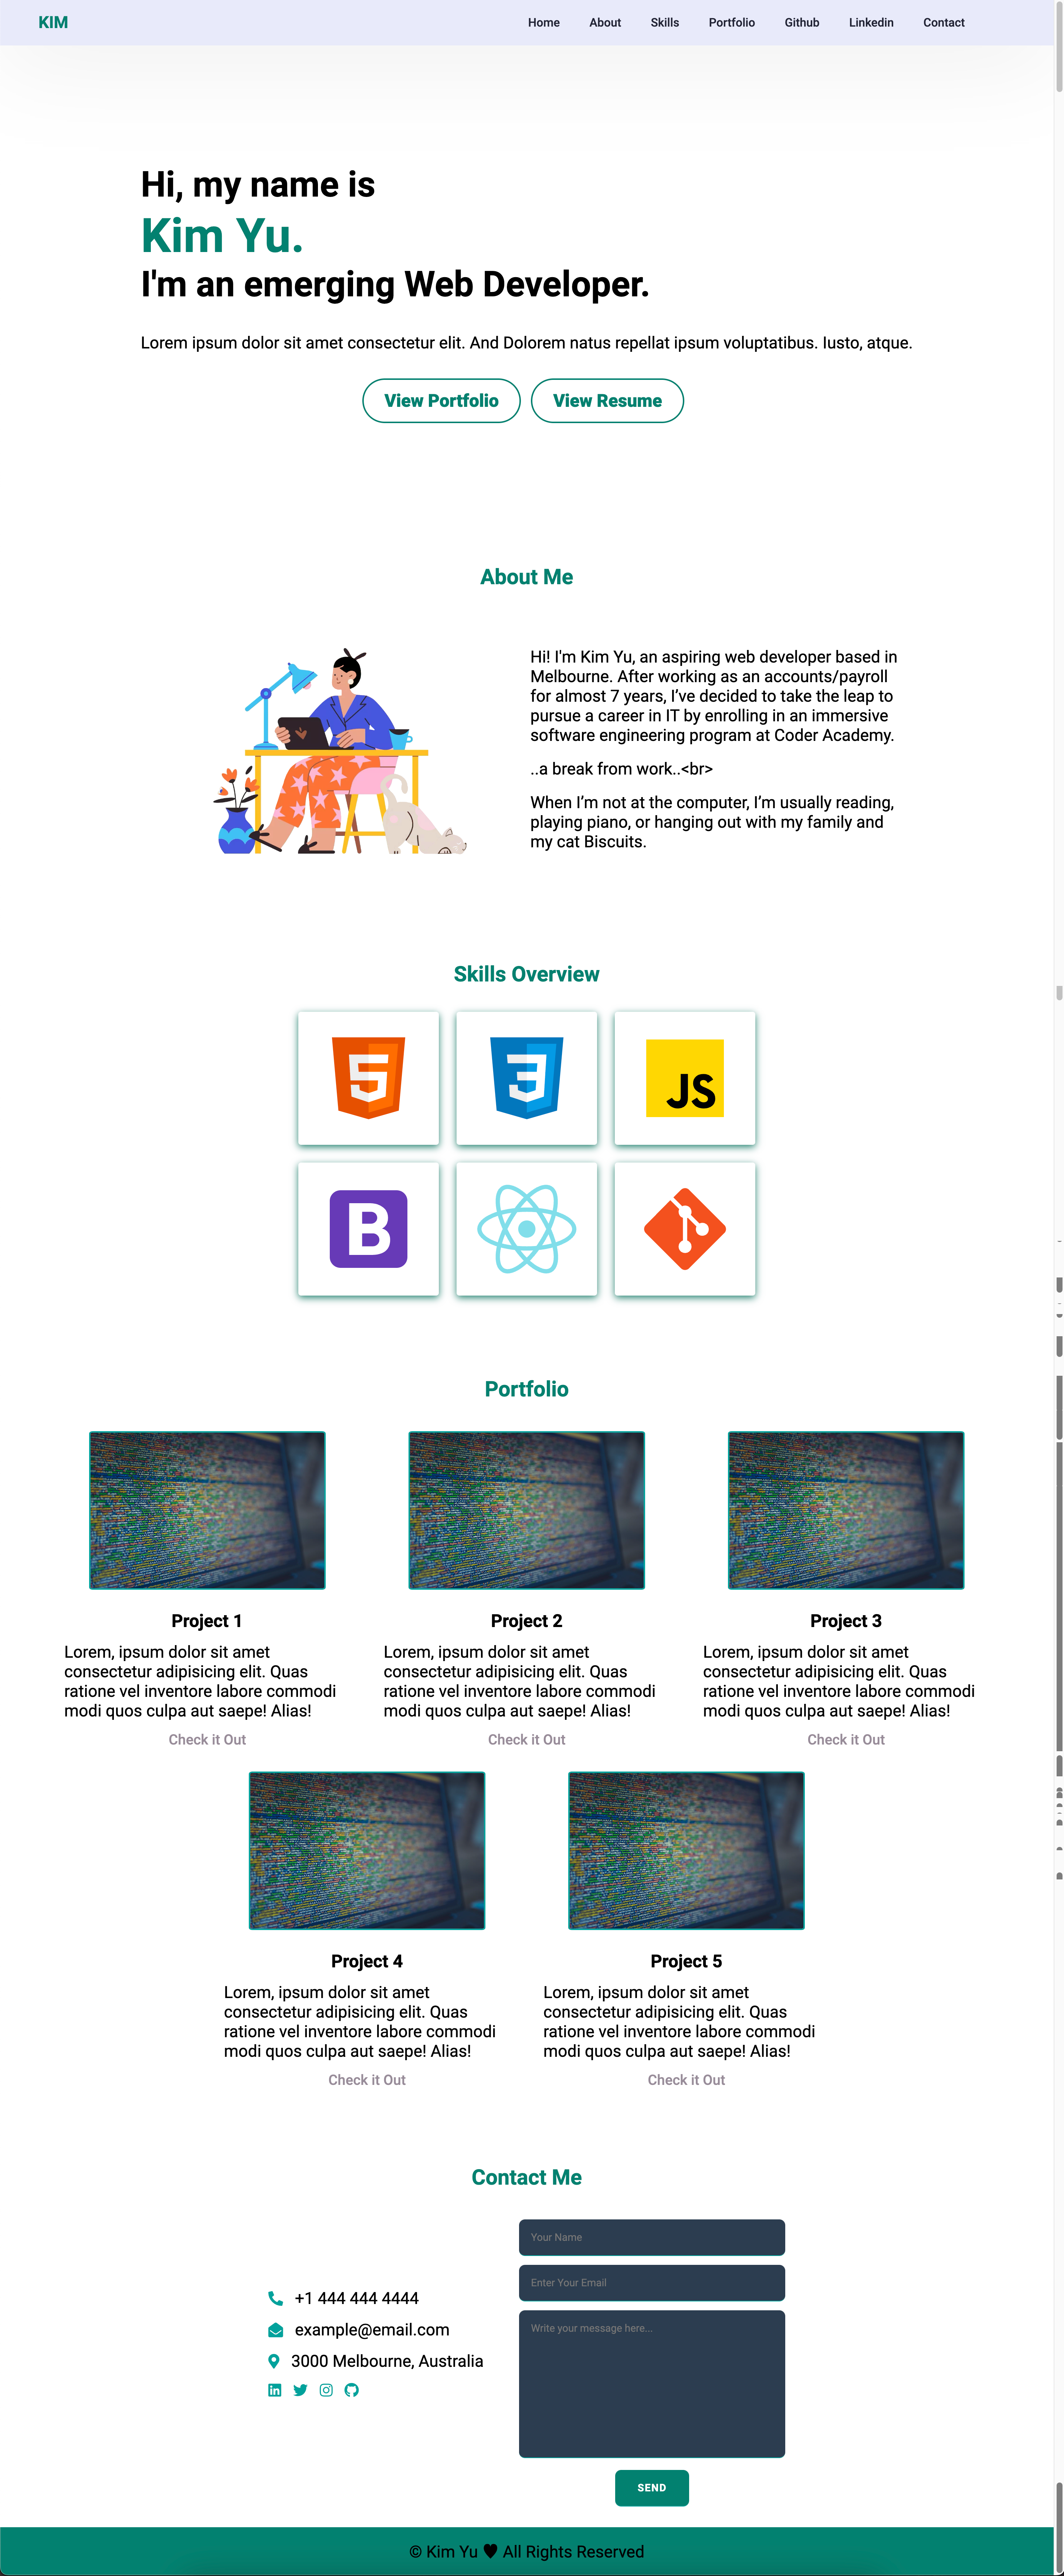 KIM
Home About Skills Portfolio Github Linkedin Contact
Hi, my name is
Kim Yu.
I'm an emerging Web Developer.
Lorem ipsum dolor sit amet consectetur elit. And Dolorem natus repellat ipsum voluptatibus. Iusto, atque.
View Portfolio View Resume
About Me
Hi! I'm Kim Yu, an aspiring web developer based in
Melbourne. After working as an accounts/payroll
for almost 7 years, I’ve decided to take the leap to
pursue a career in IT by enrolling in an immersive
software engineering program at Coder Academy.
..a break from work..<br>
When I’m not at the computer, I’m usually reading,
playing piano, or hanging out with my family and
my cat Biscuits.
Skills Overview
5 3 JS
B
Portfolio
Project 1
Lorem, ipsum dolor sit amet
consectetur adipisicing elit. Quas
ratione vel inventore labore commodi
modi quos culpa aut saepe! Alias!
Check it Out
Project 2
Lorem, ipsum dolor sit amet
consectetur adipisicing elit. Quas
ratione vel inventore labore commodi
modi quos culpa aut saepe! Alias!
Check it Out
Project 3
Lorem, ipsum dolor sit amet
consectetur adipisicing elit. Quas
ratione vel inventore labore commodi
modi quos culpa aut saepe! Alias!
Check it Out
Project 4
Lorem, ipsum dolor sit amet
consectetur adipisicing elit. Quas
ratione vel inventore labore commodi
modi quos culpa aut saepe! Alias!
Check it Out
Project 5
Lorem, ipsum dolor sit amet
consectetur adipisicing elit. Quas
ratione vel inventore labore commodi
modi quos culpa aut saepe! Alias!
Check it Out
Contact Me
+1 444 444 4444
example@email.com
3000 Melbourne, Australia
Your Name
Enter Your Email
Write your message here...
SEND
© Kim Yu ♥ All Rights Reserved